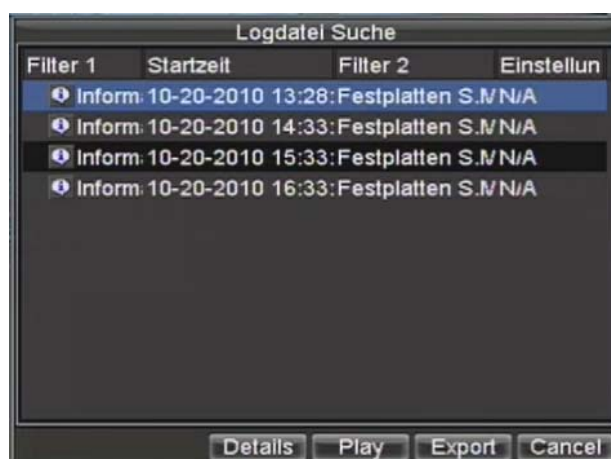 Logdatei Suche
Filter 1 Startzeit Filter 2 Einstellun
Inform 10-20-2010 13:28: Festplatten S.M N/A
Inform 10-20-2010 14:33: Festplatten S.M N/A
Inform 10-20-2010 15:33: Festplatten S.M N/A
Inform 10-20-2010 16:33: Festplatten S.M N/A
Details Play Export Cancel